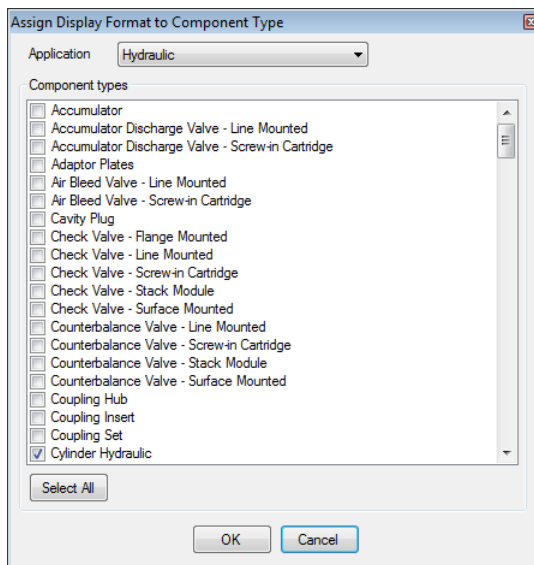 Assign Display Format to Component Type
Application Hydraulic
Component types
Accumulator
Accumulator Discharge Valve - Line Mounted
Accumulator Discharge Valve - Screw-in Cartridge
Adaptor Plates
Air Bleed Valve - Line Mounted
Air Bleed Valve - Screw-in Cartridge
Cavity Plug
Check Valve - Flange Mounted
Check Valve - Line Mounted
Check Valve - Screw-in Cartridge
Check Valve - Stack Module
Check Valve - Surface Mounted
Counterbalance Valve - Line Mounted
Counterbalance Valve - Screw-in Cartridge
Counterbalance Valve - Stack Module
Counterbalance Valve - Surface Mounted
Coupling Hub
Coupling Insert
Coupling Set
Cylinder Hydraulic
Select All
OK Cancel